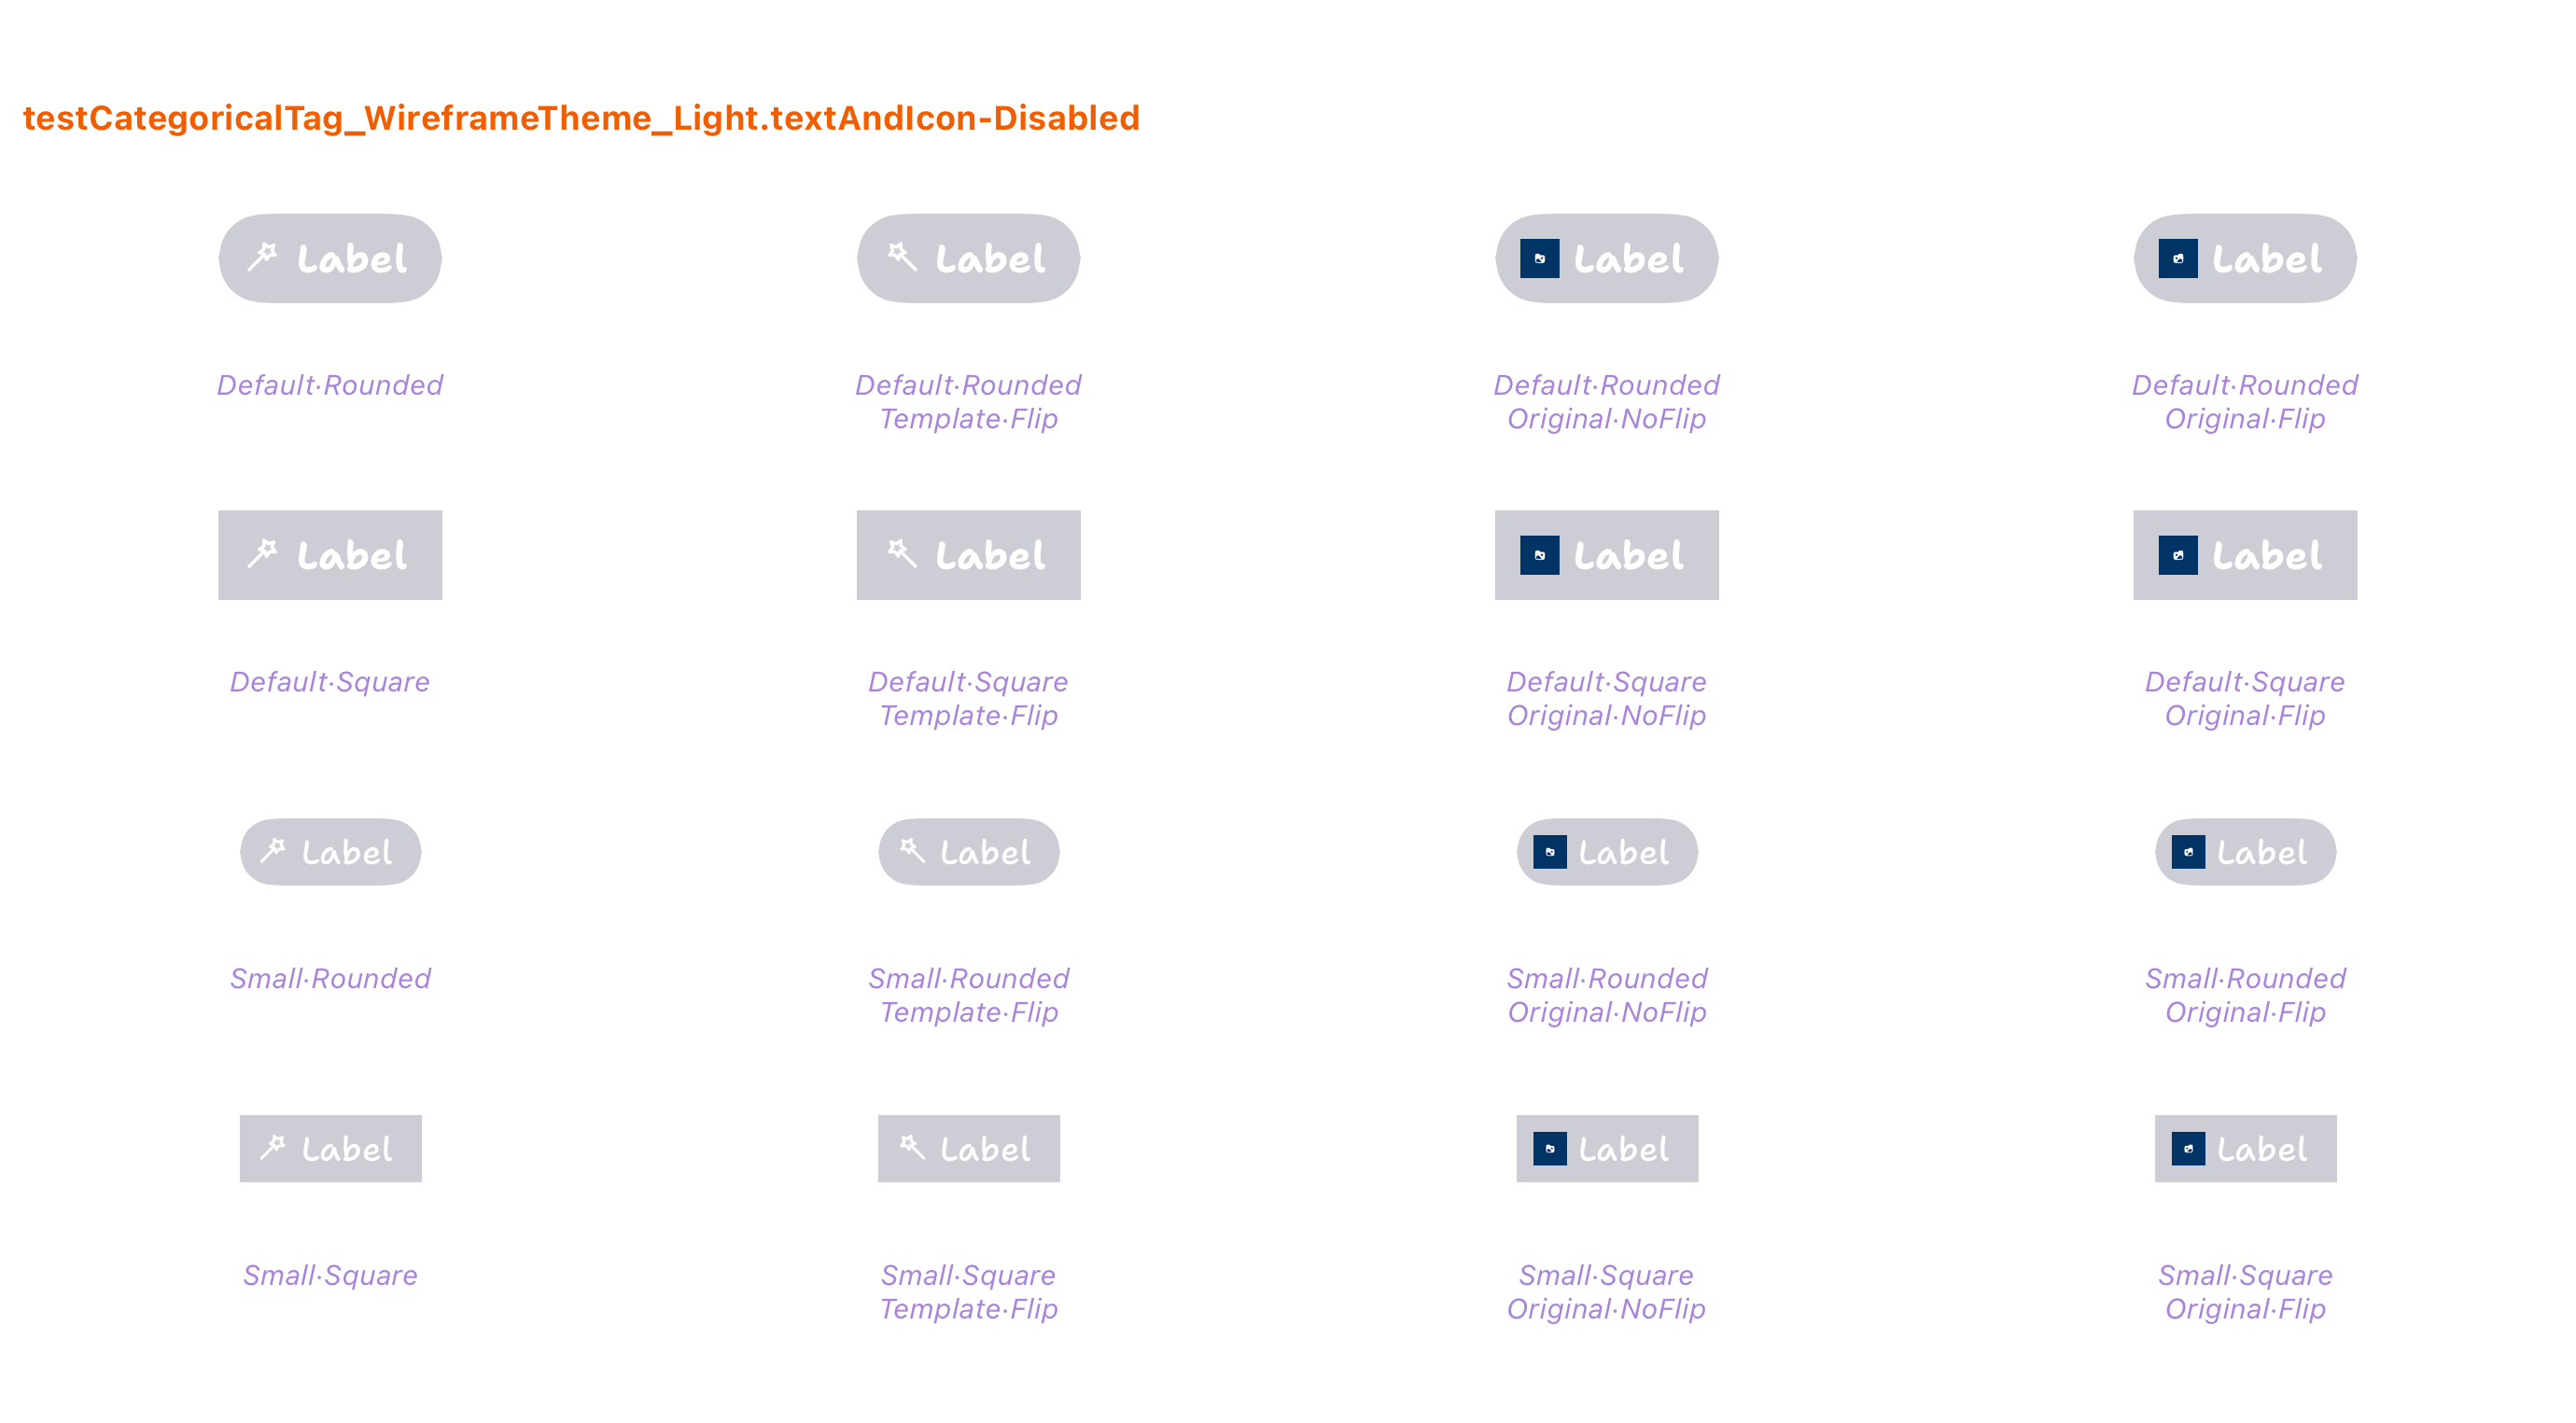 testCategoricalTag_WireframeTheme_Light.textAndIcon-Disabled
Label
Label
Label
Label
Default·Rounded
Default·Rounded
Template·Flip
Default·Rounded
Original·NoFlip
Default·Rounded
Original·Flip
Label
Label
Label
Label
Default·Square
Default·Square
Template·Flip
Default·Square
Original·NoFlip
Default·Square
Original·Flip
Label
Label
Label
Label
Small·Rounded
Small·Rounded
Template·Flip
Small·Rounded
Original·NoFlip
Small·Rounded
Original·Flip
Label
Label
Label
Label
Small·Square
Small·Square
Template·Flip
Small·Square
Original·NoFlip
Small·Square
Original·Flip